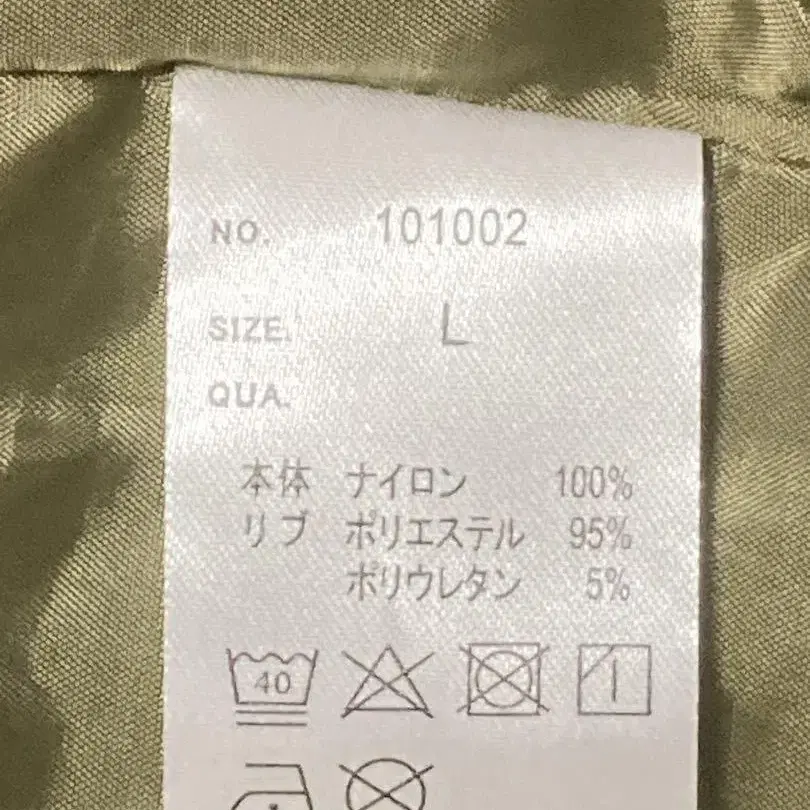 NO. 101002
SIZE. L
QUA.
本体 ナイロン 100%
リブ ポリエステル 95%
ポリウレタン 5%
40